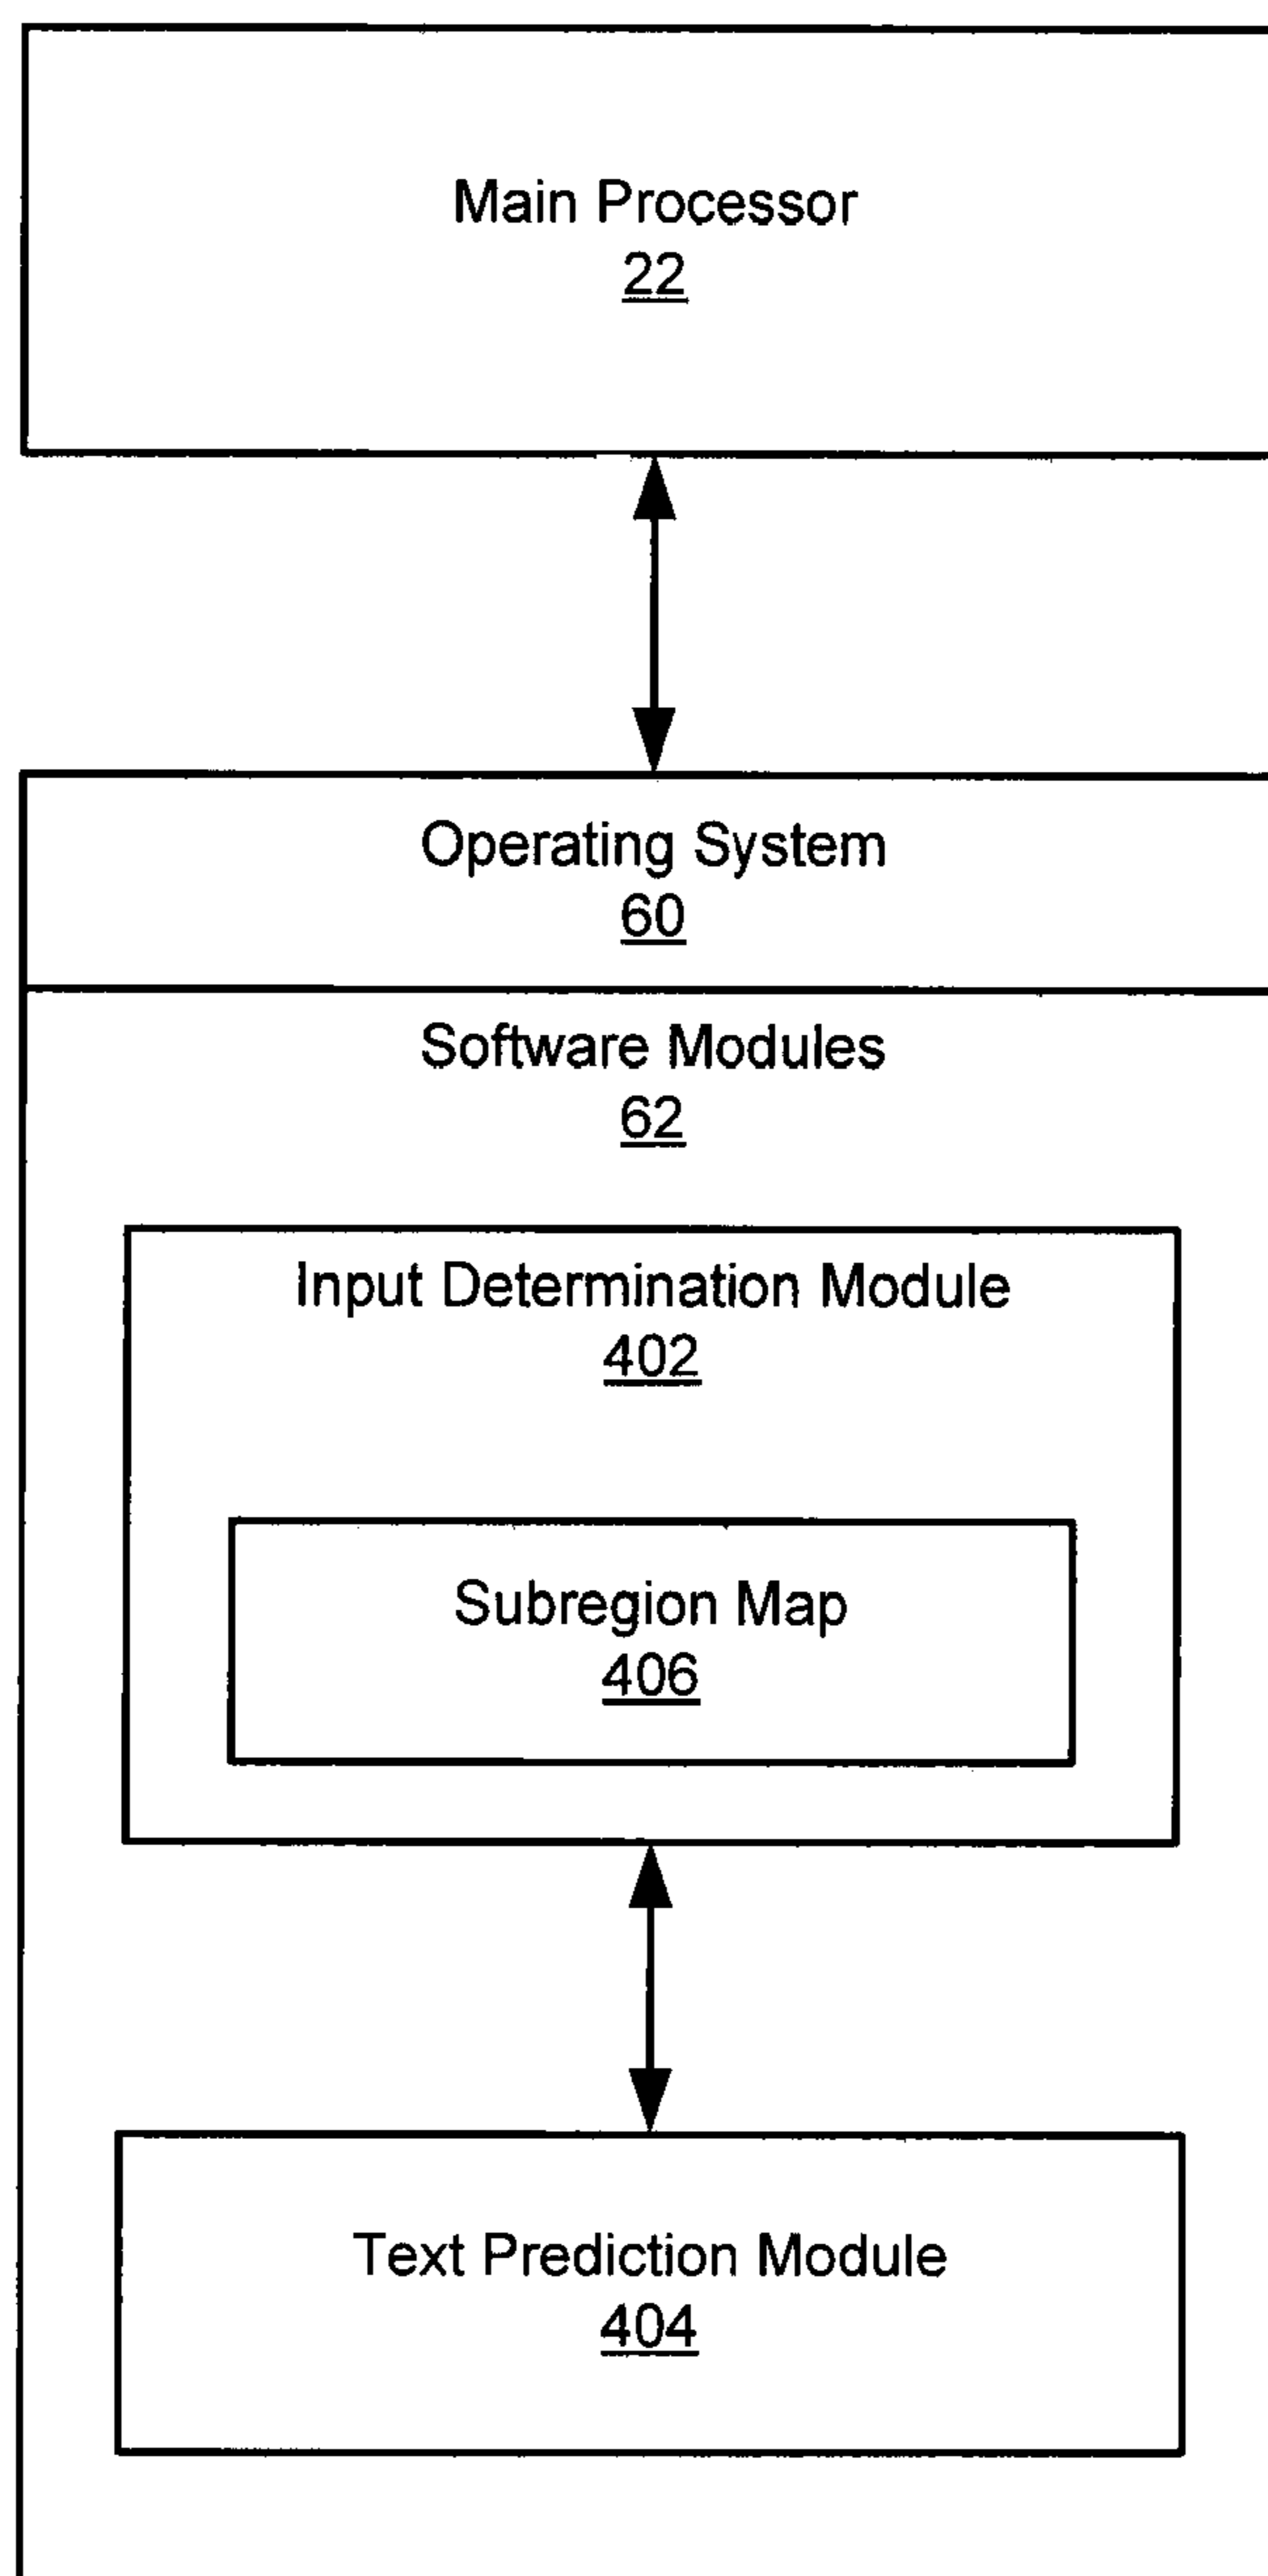 Main Processor
22
Operating System
60
Software Modules
62
Input Determination Module
402
Subregion Map
406
Text Prediction Module
404